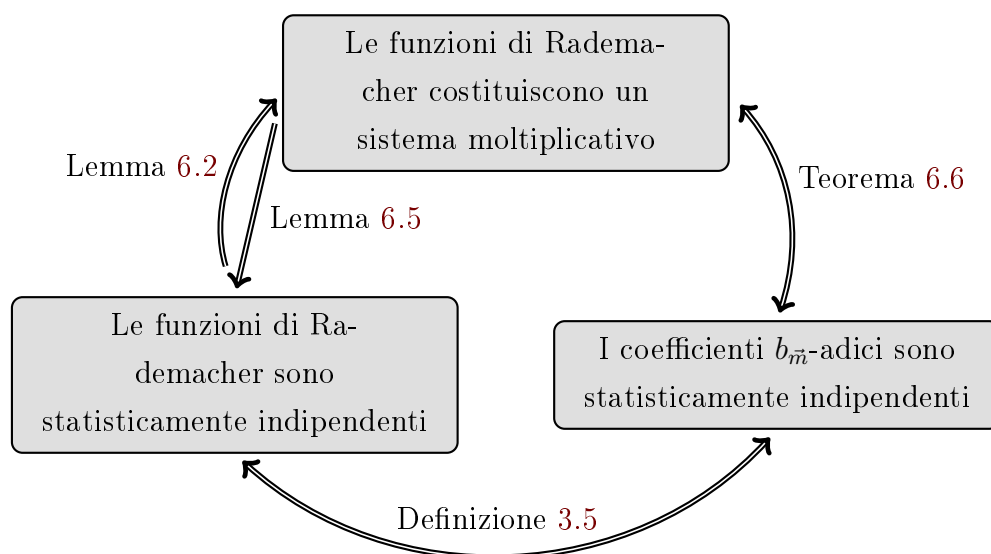 Le funzioni di Radema-
cher costituiscono un
sistema moltiplicativo
Lemma 6.2
Teorema 6.6
Lemma 6.5
Le funzioni di Ra-
demacher sono
statisticamente indipendenti
I coefficienti $b_{\vec{m}}$-adici sono
statisticamente indipendenti
Definizione 3.5